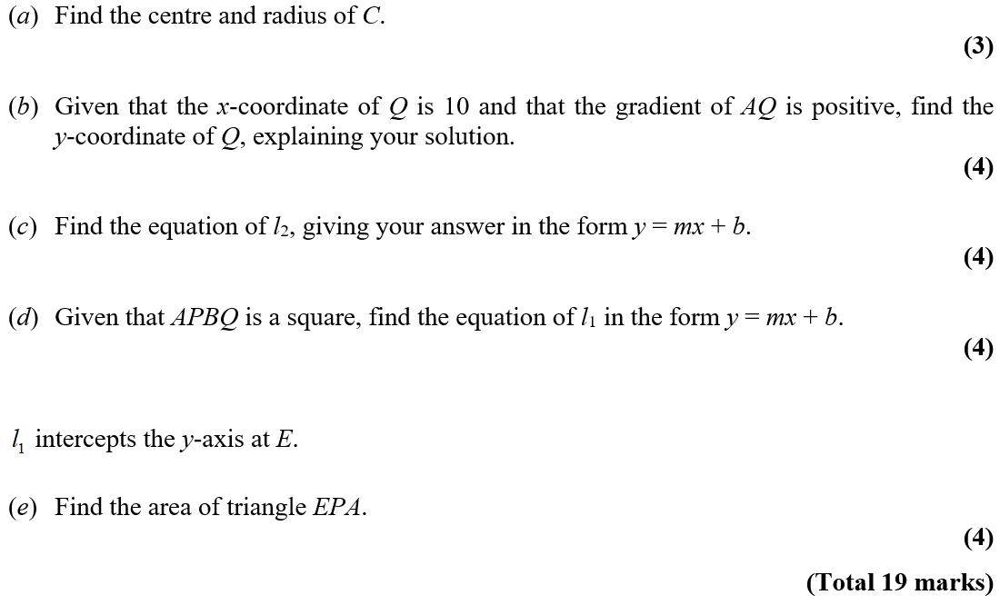 (a) Find the centre and radius of C.
(3)
(b) Given that the x-coordinate of Q is 10 and that the gradient of AQ is positive, find the
y-coordinate of Q, explaining your solution.
(4)
(c) Find the equation of l₂, giving your answer in the form y = mx + b.
(4)
(d) Given that APBQ is a square, find the equation of l₁ in the form y = mx + b.
(4)
l₁ intercepts the y-axis at E.
(e) Find the area of triangle EPA.
(4)
(Total 19 marks)